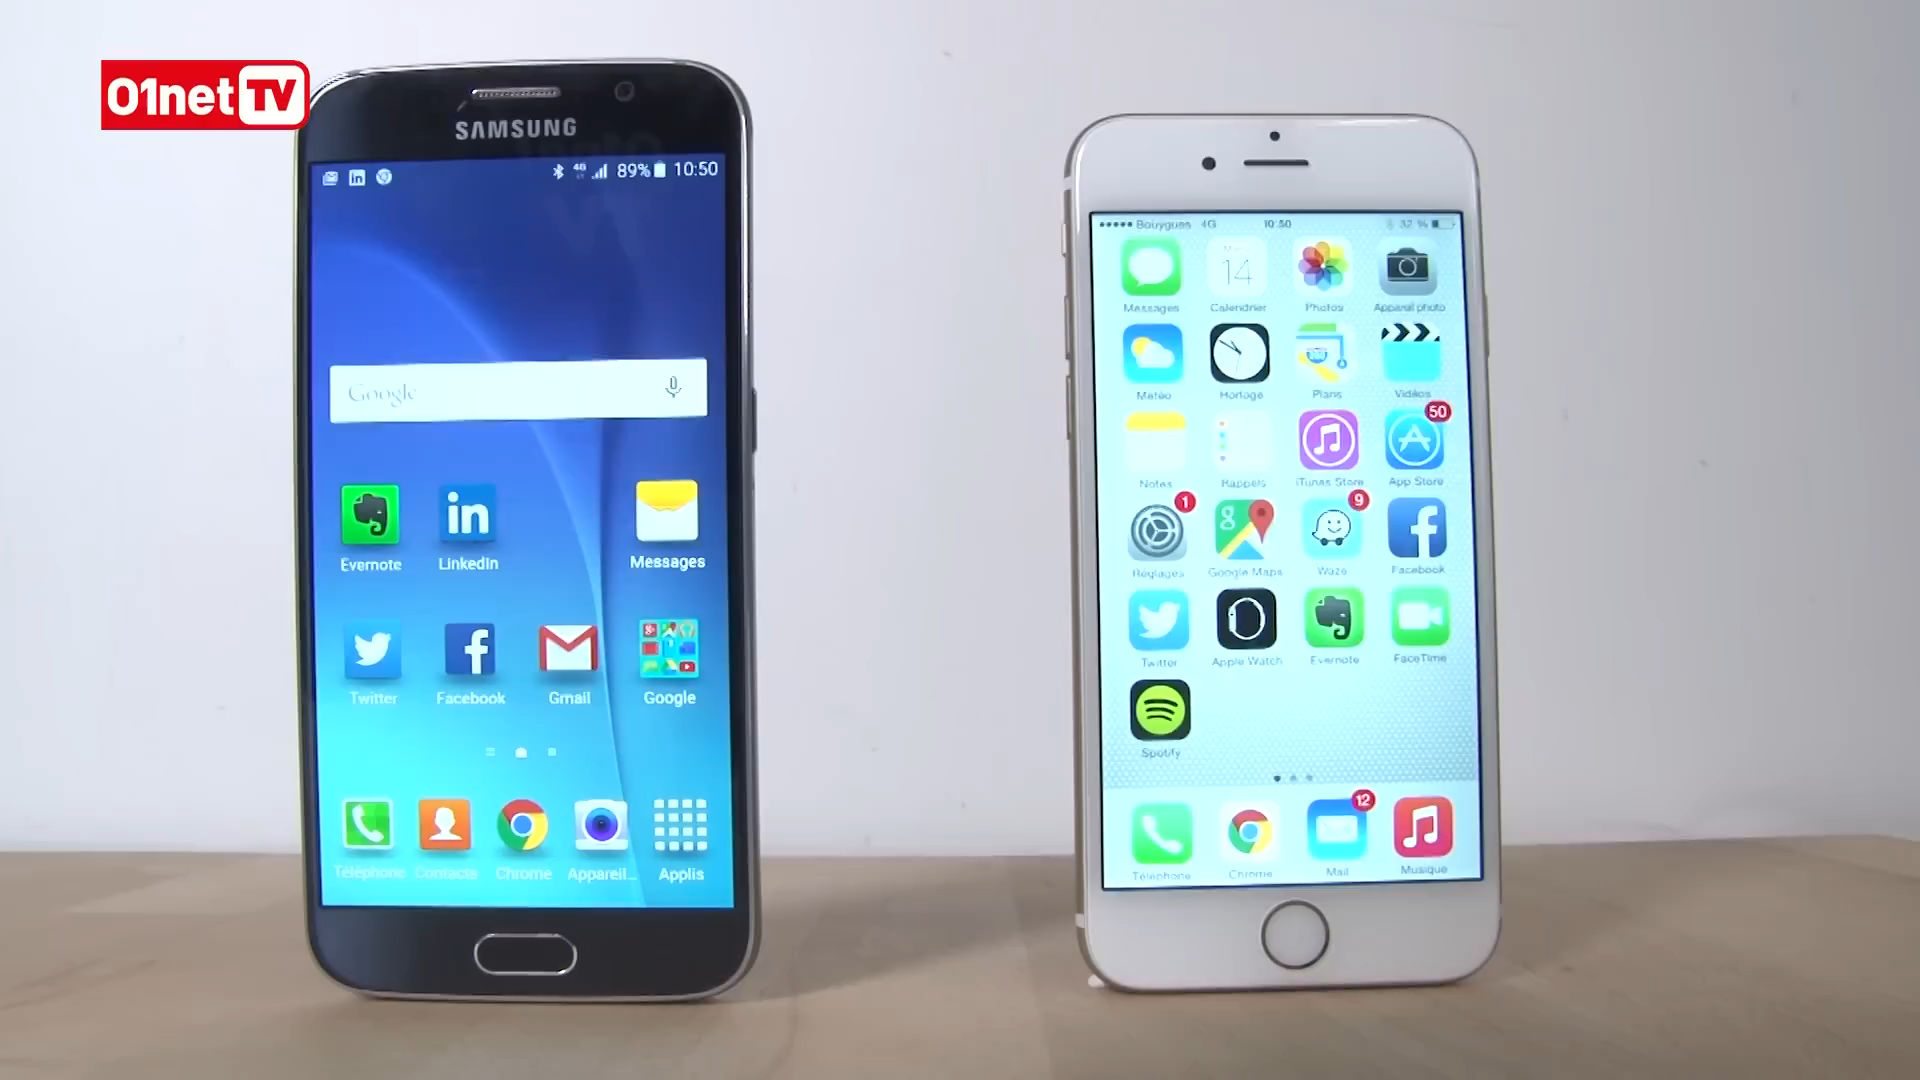 01net TV
SAMSUNG
4G 89% 10:50
Google
Evernote
LinkedIn
Messages
Twitter
Facebook
Gmail
Google
Téléphone
Contacts
Chrome
Appareil...
Applis
Bouygues 4G 10:50 37 %
Messages
Calendrier
Photos
Appareil photo
14
Météo
Horloge
Plans
Vidéos
50
Notes
Rappels
iTunes Store
App Store
1
9
Réglages
Google Maps
Waze
Facebook
Twitter
Apple Watch
Evernote
FaceTime
Spotify
12
Téléphone
Chrome
Mail
Musique